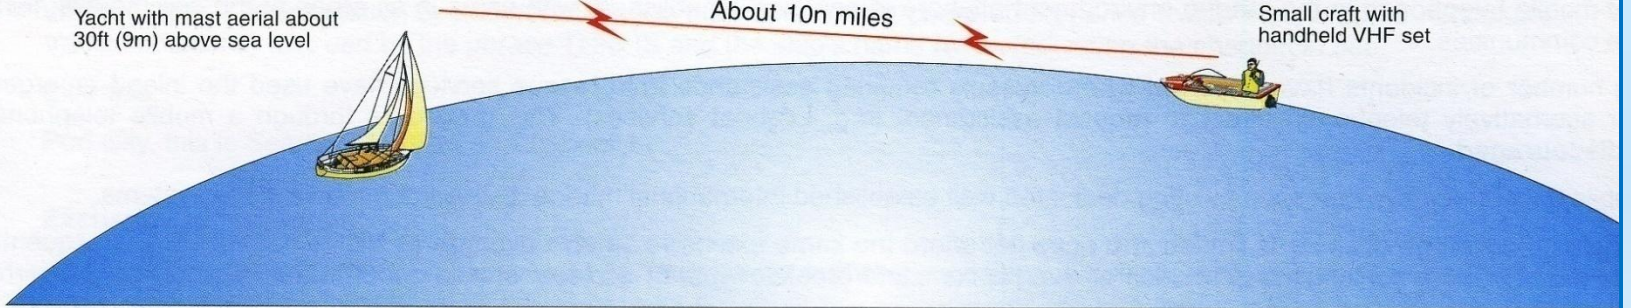 Yacht with mast aerial about
30ft (9m) above sea level
About 10n miles
Small craft with
handheld VHF set